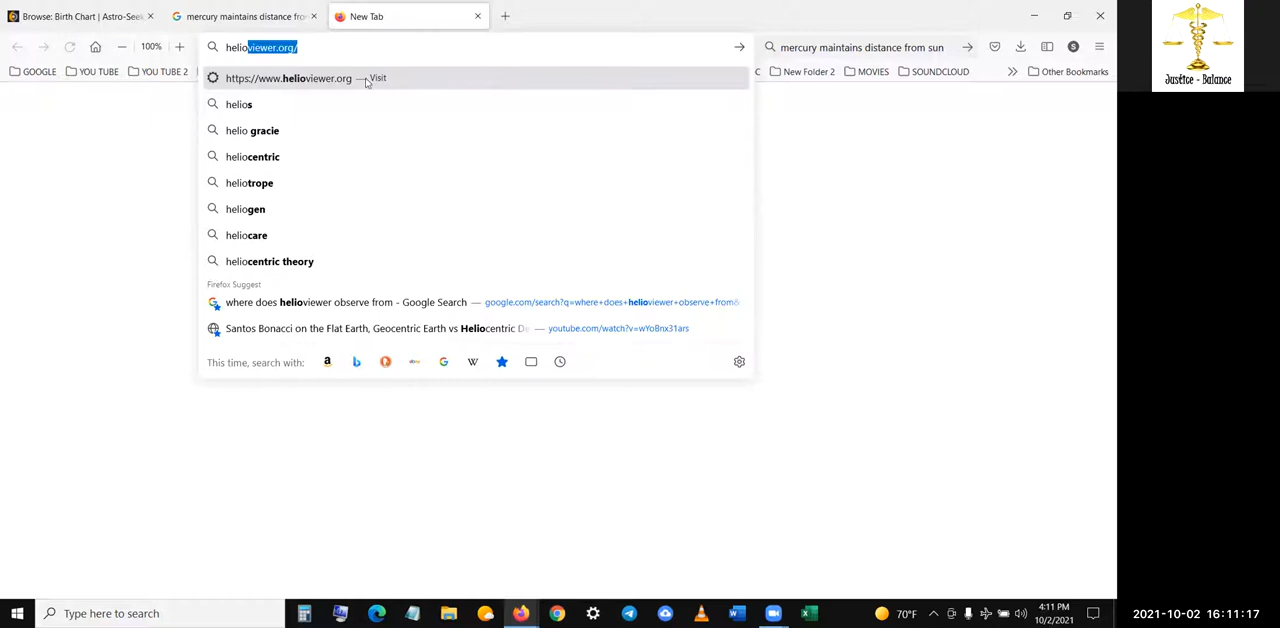 Browse: Birth Chart | Astro-Seek
mercury maintains distance from
New Tab
100%
helioviewer.org/
mercury maintains distance from sun
S
GOOGLE
YOU TUBE
YOU TUBE 2
C
New Folder 2
MOVIES
SOUNDCLOUD
Other Bookmarks
https://www.helioviewer.org — Visit
helios
helio gracie
heliocentric
heliotrope
heliogen
heliocare
heliocentric theory
Firefox Suggest
where does helioviewer observe from - Google Search — google.com/search?q=where+does+helioviewer+observe+from&
Santos Bonacci on the Flat Earth, Geocentric Earth vs Heliocentric D — youtube.com/watch?v=wYoBnx31ars
This time, search with:
Justice - Balance
Type here to search
70°F
4:11 PM
10/2/2021
2021-10-02 16:11:17